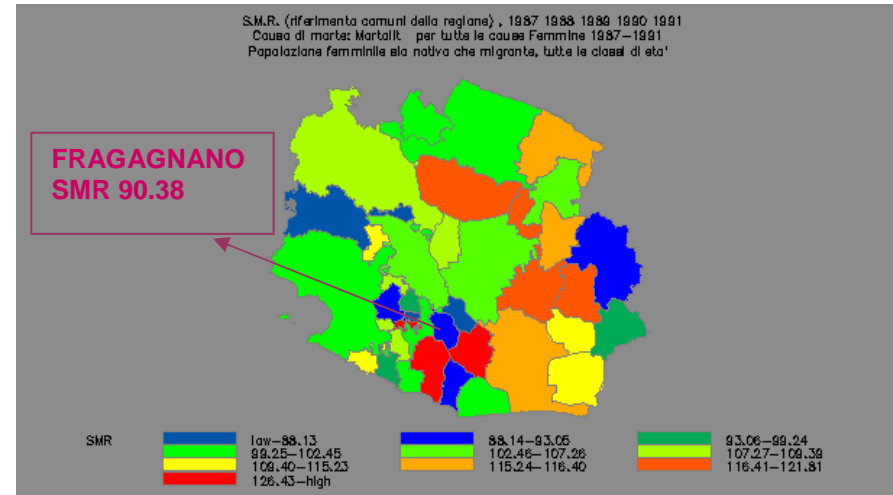 S.M.R. (riferimento comuni della regione) , 1987 1988 1989 1990 1991
Causa di morte: Mortalit per tutte le cause Femmine 1987-1991
Popolazione femminile sia nativa che migrante, tutte le classi di eta'
FRAGAGNANO
SMR 90.38
SMR
low-88.13 88.14-93.05 93.06-99.24
99.25-102.45 102.46-107.26 107.27-109.39
109.40-115.23 115.24-116.40 116.41-121.81
126.43-high